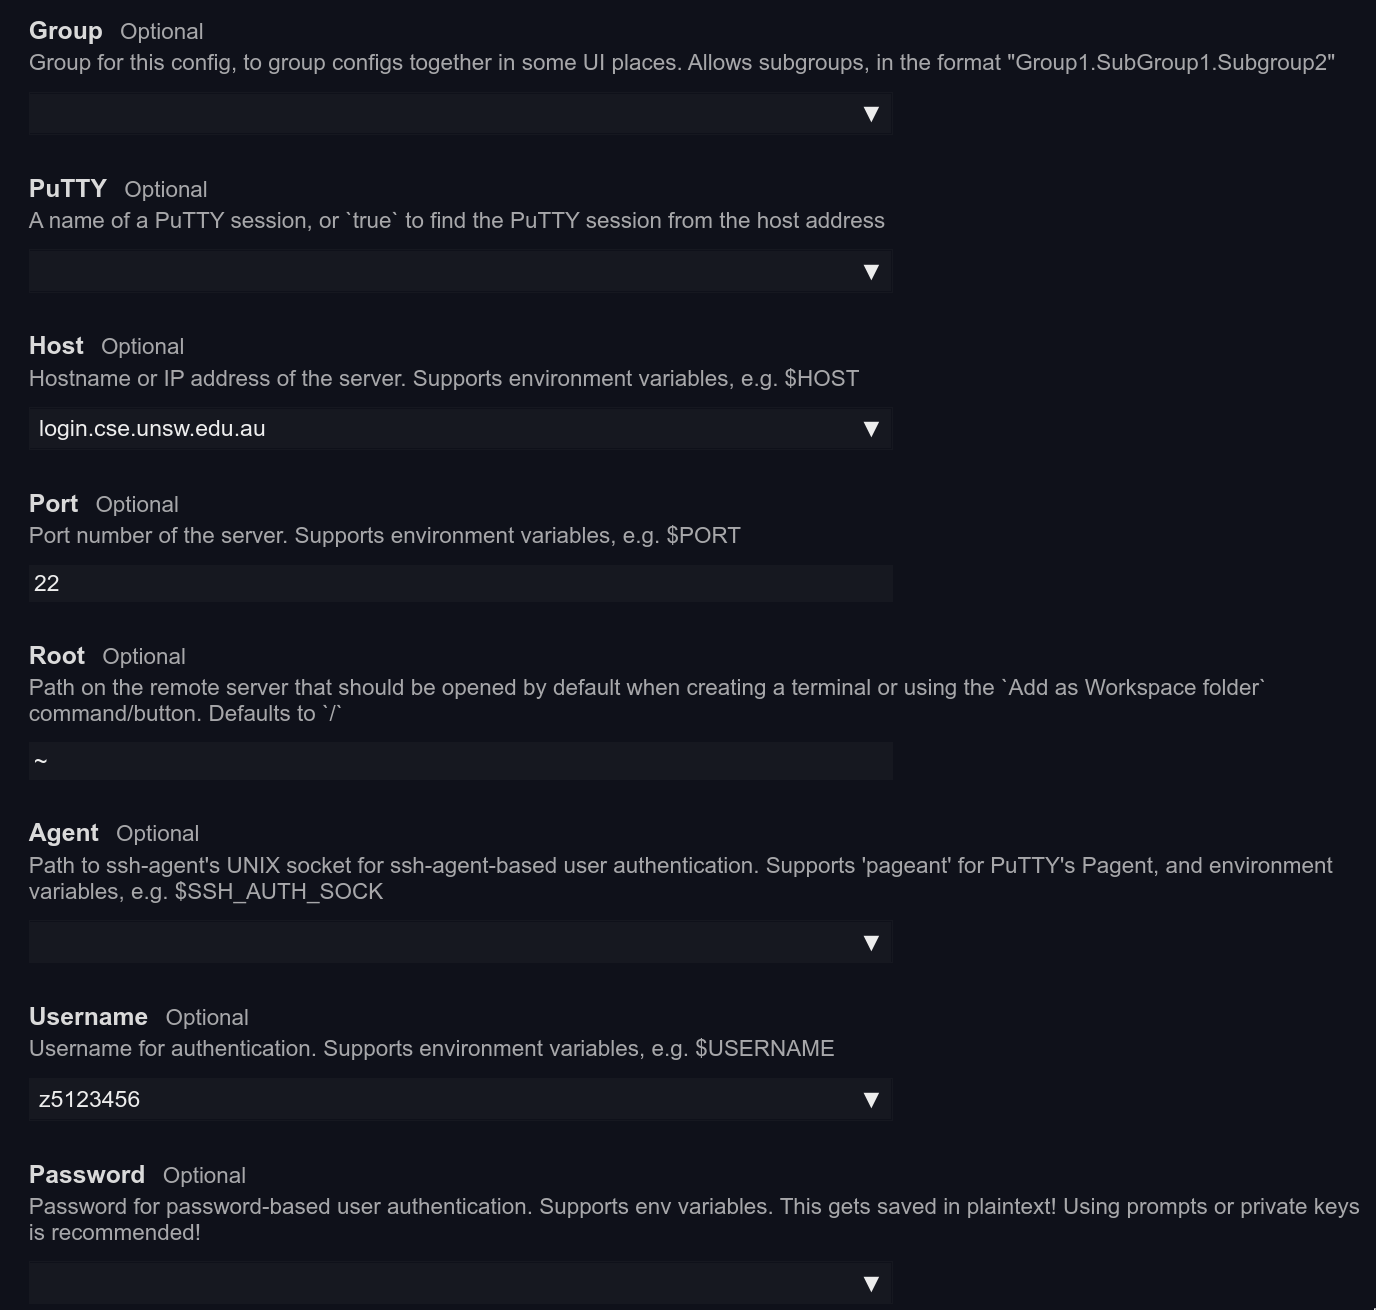 Group Optional
Group for this config, to group configs together in some UI places. Allows subgroups, in the format "Group1.SubGroup1.Subgroup2"
PuTTY Optional
A name of a PuTTY session, or `true` to find the PuTTY session from the host address
Host Optional
Hostname or IP address of the server. Supports environment variables, e.g. $HOST
login.cse.unsw.edu.au
Port Optional
Port number of the server. Supports environment variables, e.g. $PORT
22
Root Optional
Path on the remote server that should be opened by default when creating a terminal or using the `Add as Workspace folder`
command/button. Defaults to `/`
~
Agent Optional
Path to ssh-agent's UNIX socket for ssh-agent-based user authentication. Supports 'pageant' for PuTTY's Pagent, and environment
variables, e.g. $SSH_AUTH_SOCK
Username Optional
Username for authentication. Supports environment variables, e.g. $USERNAME
z5123456
Password Optional
Password for password-based user authentication. Supports env variables. This gets saved in plaintext! Using prompts or private keys
is recommended!